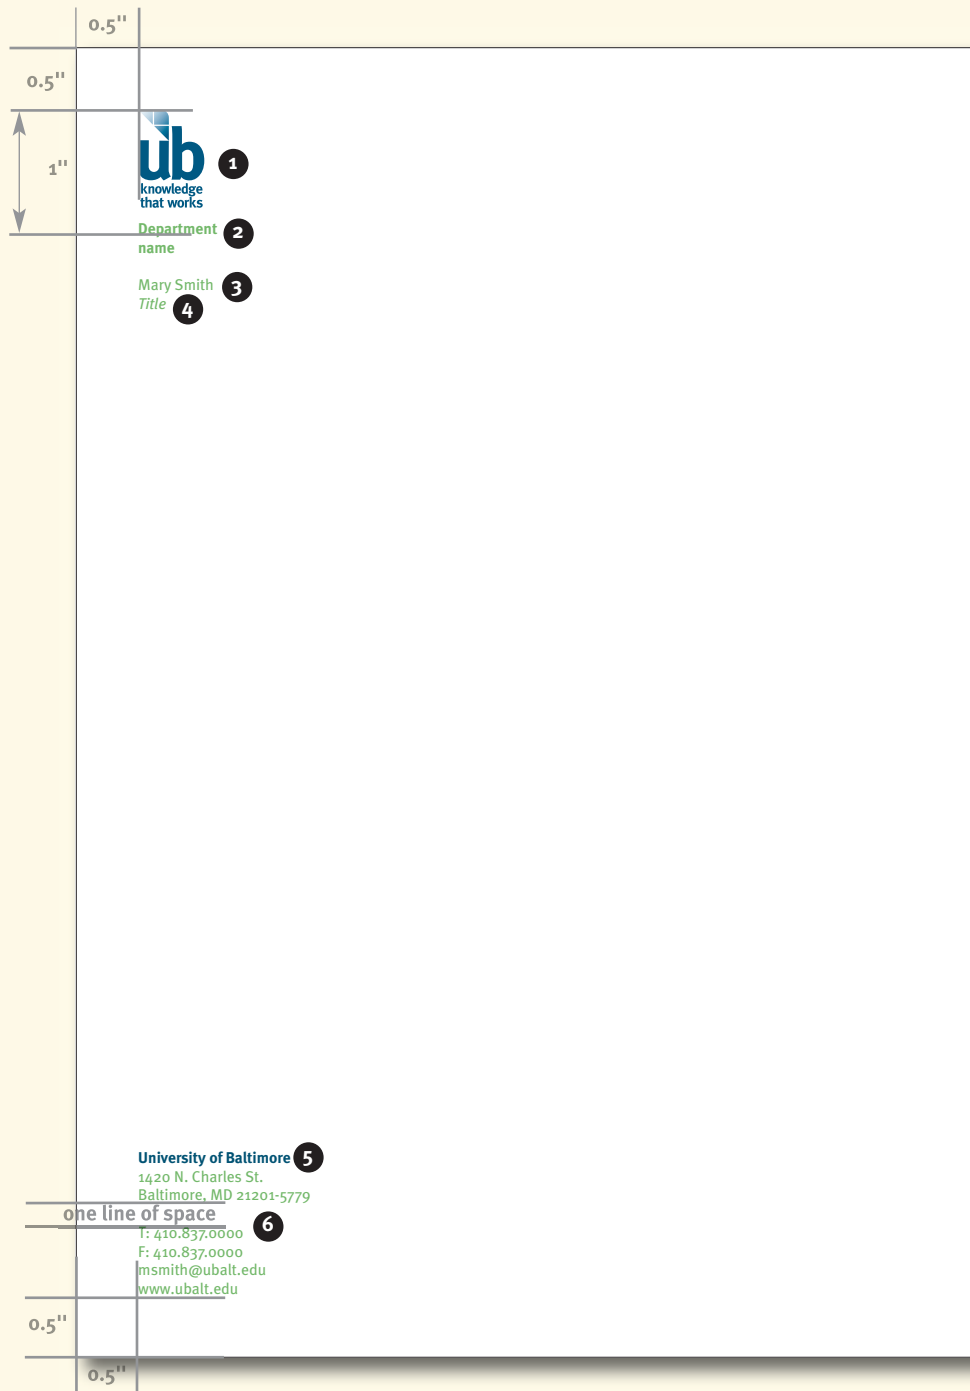 0.5"
0.5"
1"
ub
knowledge
that works
1
Department
name
2
Mary Smith
3
Title
4
University of Baltimore
5
1420 N. Charles St.
Baltimore, MD 21201-5779
one line of space
6
T: 410.837.0000
F: 410.837.0000
msmith@ubalt.edu
www.ubalt.edu
0.5"
0.5"